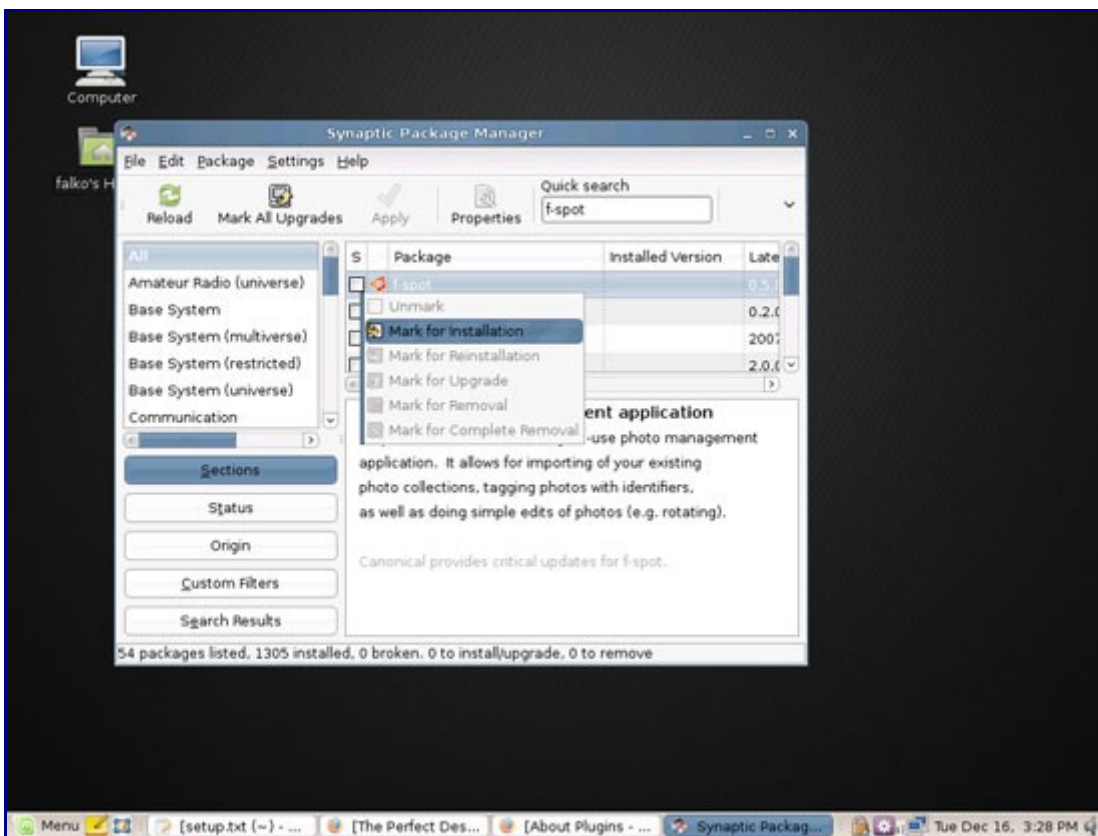 Computer
falko's H
Synaptic Package Manager
File Edit Package Settings Help
Reload Mark All Upgrades Apply Properties
Quick search
f-spot
All
Amateur Radio (universe)
Base System
Base System (multiverse)
Base System (restricted)
Base System (universe)
Communication
Sections
Status
Origin
Custom Filters
Search Results
S Package Installed Version Late
f-spot 0.5.
0.2.0
2007
2.0.0
Unmark
Mark for Installation
Mark for Reinstallation
Mark for Upgrade
Mark for Removal
Mark for Complete Removal
ent application
-use photo management
application. It allows for importing of your existing
photo collections, tagging photos with identifiers,
as well as doing simple edits of photos (e.g. rotating).
Canonical provides critical updates for f-spot.
54 packages listed, 1305 installed, 0 broken. 0 to install/upgrade, 0 to remove
Menu [setup.txt (~) - ... [The Perfect Des... [About Plugins - ... Synaptic Packag... Tue Dec 16, 3:28 PM